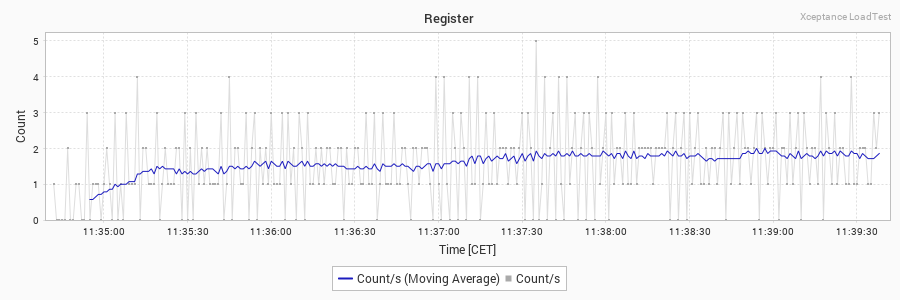 Register
Xceptance LoadTest
Count
5
4
3
2
1
0
11:35:00 11:35:30 11:36:00 11:36:30 11:37:00 11:37:30 11:38:00 11:38:30 11:39:00 11:39:30
Time [CET]
Count/s (Moving Average) Count/s